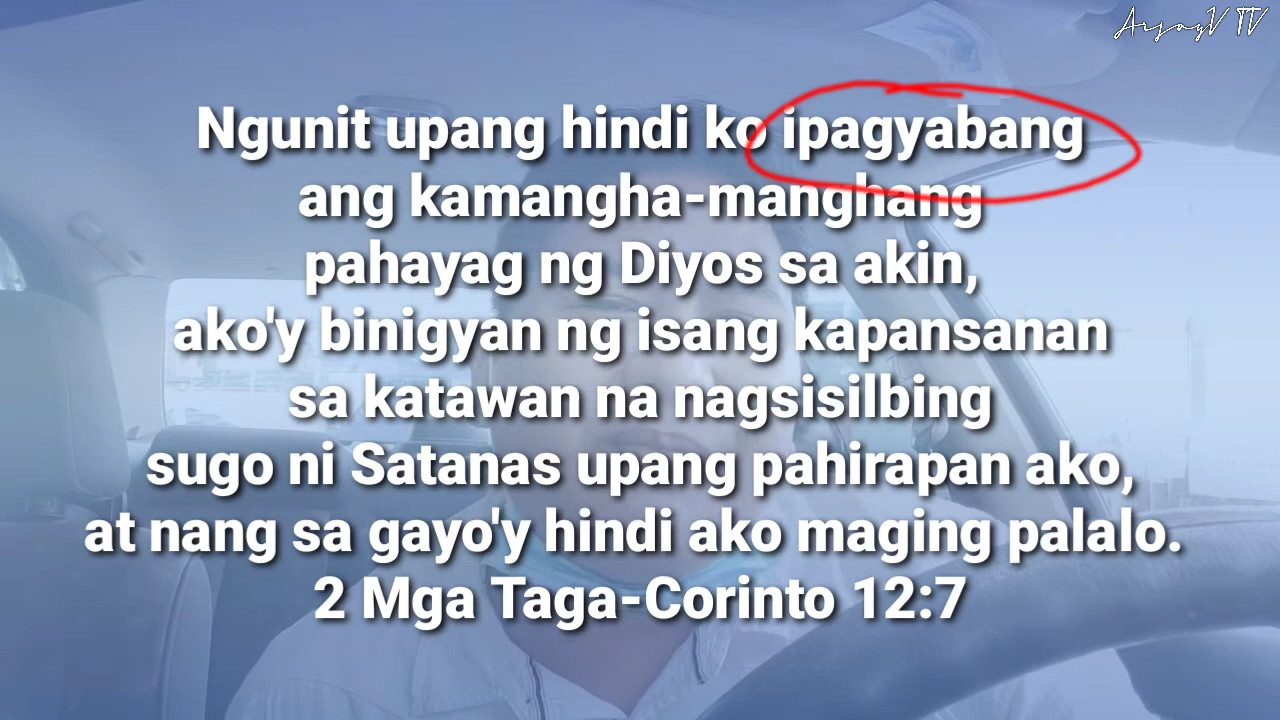 ArjayV TV
Ngunit upang hindi ko ipagyabang
ang kamangha-manghang
pahayag ng Diyos sa akin,
ako'y binigyan ng isang kapansanan
sa katawan na nagsisilbing
sugo ni Satanas upang pahirapan ako,
at nang sa gayo'y hindi ako maging palalo.
2 Mga Taga-Corinto 12:7